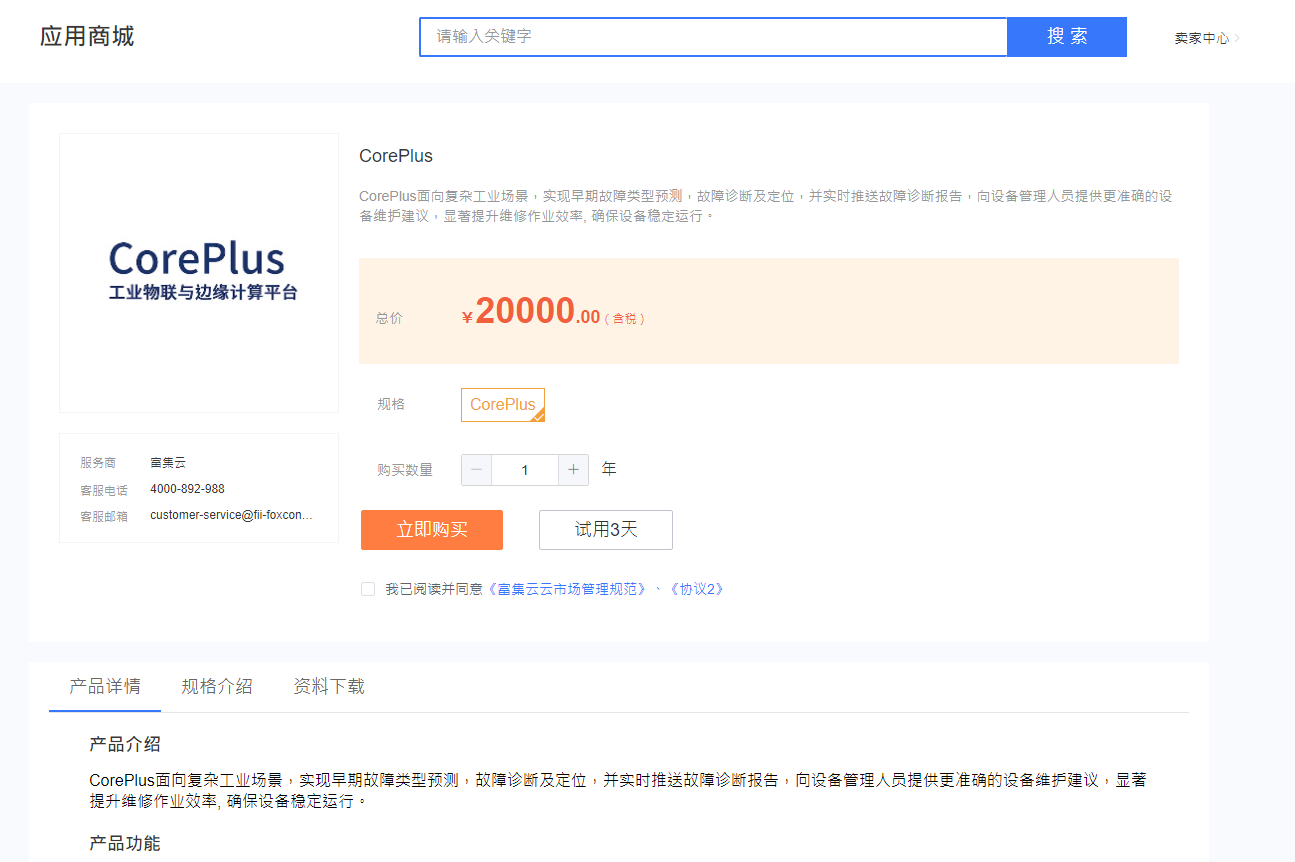 应用商城
请输入关键字
搜 索
卖家中心
CorePlus
工业物联与边缘计算平台
CorePlus
CorePlus面向复杂工业场景，实现早期故障类型预测，故障诊断及定位，并实时推送故障诊断报告，向设备管理人员提供更准确的设
备维护建议，显著提升维修作业效率, 确保设备稳定运行。
总价 ¥20000.00 ( 含税 )
规格 CorePlus
购买数量 − 1 + 年
立即购买 试用3天
我已阅读并同意《富集云云市场管理规范》、《协议2》
服务商 富集云
客服电话 4000-892-988
客服邮箱 customer-service@fii-foxcon...
产品详情 规格介绍 资料下载
产品介绍
CorePlus面向复杂工业场景，实现早期故障类型预测，故障诊断及定位，并实时推送故障诊断报告，向设备管理人员提供更准确的设备维护建议，显著
提升维修作业效率, 确保设备稳定运行。
产品功能